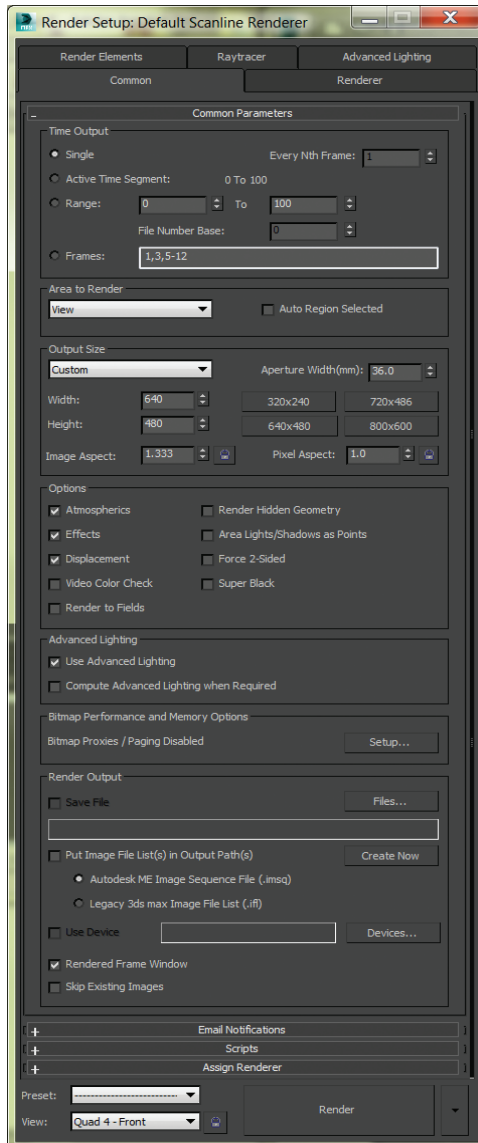 Render Setup: Default Scanline Renderer
Render Elements Raytracer Advanced Lighting
Common Renderer
- Common Parameters
Time Output
Single Every Nth Frame: 1
Active Time Segment: 0 To 100
Range: 0 To 100
File Number Base: 0
Frames: 1,3,5-12
Area to Render
View Auto Region Selected
Output Size
Custom Aperture Width(mm): 36.0
Width: 640 320x240 720x486
Height: 480 640x480 800x600
Image Aspect: 1.333 Pixel Aspect: 1.0
Options
Atmospherics Render Hidden Geometry
Effects Area Lights/Shadows as Points
Displacement Force 2-Sided
Video Color Check Super Black
Render to Fields
Advanced Lighting
Use Advanced Lighting
Compute Advanced Lighting when Required
Bitmap Performance and Memory Options
Bitmap Proxies / Paging Disabled Setup...
Render Output
Save File Files...
Put Image File List(s) in Output Path(s) Create Now
Autodesk ME Image Sequence File (.imsq)
Legacy 3ds max Image File List (.ifl)
Use Device Devices...
Rendered Frame Window
Skip Existing Images
+ Email Notifications
+ Scripts
+ Assign Renderer
Preset: -------------------------
View: Quad 4 - Front Render